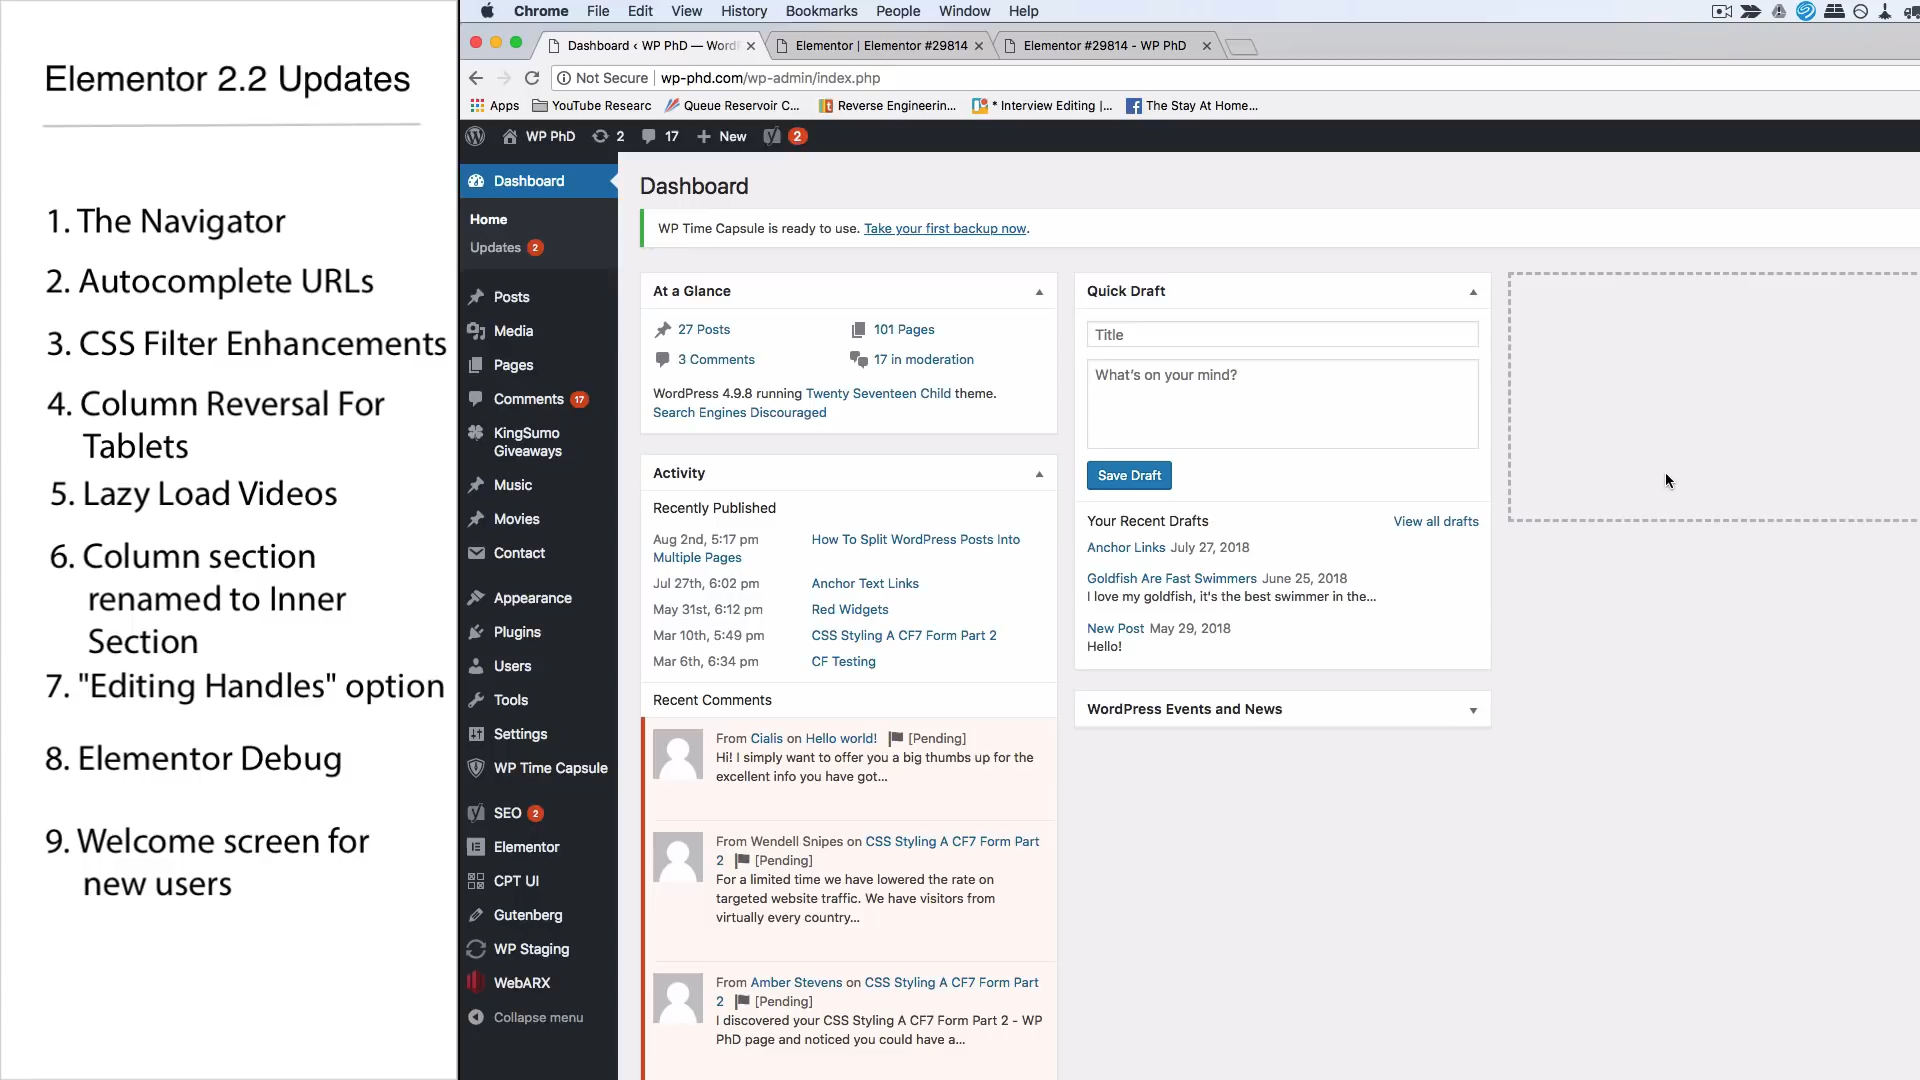 Elementor 2.2 Updates
1. The Navigator
2. Autocomplete URLs
3. CSS Filter Enhancements
4. Column Reversal For
Tablets
5. Lazy Load Videos
6. Column section
renamed to Inner
Section
7. "Editing Handles" option
8. Elementor Debug
9. Welcome screen for
new users
Chrome File Edit View History Bookmarks People Window Help
Dashboard ‹ WP PhD — WordP
Elementor | Elementor #29814
Elementor #29814 - WP PhD
Not Secure wp-phd.com/wp-admin/index.php
Apps YouTube Researc Queue Reservoir C... Reverse Engineerin... * Interview Editing |... The Stay At Home...
WP PhD 2 17 New 2
Dashboard
Home
Updates 2
Posts
Media
Pages
Comments 17
KingSumo
Giveaways
Music
Movies
Contact
Appearance
Plugins
Users
Tools
Settings
WP Time Capsule
SEO 2
Elementor
CPT UI
Gutenberg
WP Staging
WebARX
Collapse menu
Dashboard
WP Time Capsule is ready to use. Take your first backup now.
At a Glance
27 Posts 101 Pages
3 Comments 17 in moderation
WordPress 4.9.8 running Twenty Seventeen Child theme.
Search Engines Discouraged
Activity
Recently Published
Aug 2nd, 5:17 pm How To Split WordPress Posts Into
Multiple Pages
Jul 27th, 6:02 pm Anchor Text Links
May 31st, 6:12 pm Red Widgets
Mar 10th, 5:49 pm CSS Styling A CF7 Form Part 2
Mar 6th, 6:34 pm CF Testing
Recent Comments
From Cialis on Hello world! [Pending]
Hi! I simply want to offer you a big thumbs up for the
excellent info you have got...
From Wendell Snipes on CSS Styling A CF7 Form Part
2 [Pending]
For a limited time we have lowered the rate on
targeted website traffic. We have visitors from
virtually every country...
From Amber Stevens on CSS Styling A CF7 Form Part
2 [Pending]
I discovered your CSS Styling A CF7 Form Part 2 - WP
PhD page and noticed you could have a...
Quick Draft
Title
What's on your mind?
Save Draft
Your Recent Drafts View all drafts
Anchor Links July 27, 2018
Goldfish Are Fast Swimmers June 25, 2018
I love my goldfish, it's the best swimmer in the...
New Post May 29, 2018
Hello!
WordPress Events and News